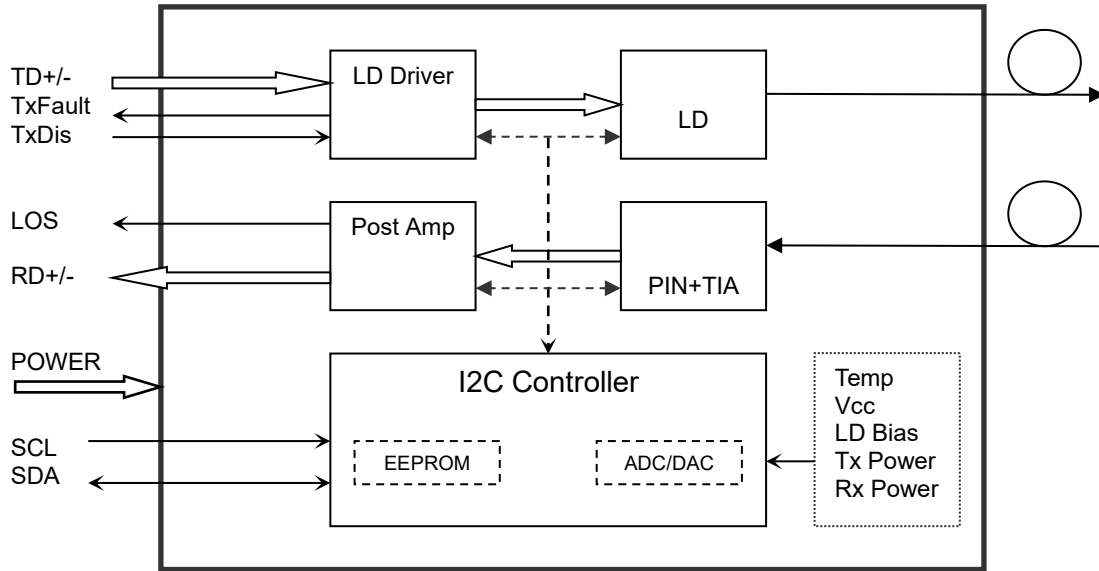 TD+/-
TxFault
TxDis
LD Driver
LD
LOS
RD+/-
Post Amp
PIN+TIA
POWER
SCL
SDA
I2C Controller
EEPROM
ADC/DAC
Temp
Vcc
LD Bias
Tx Power
Rx Power